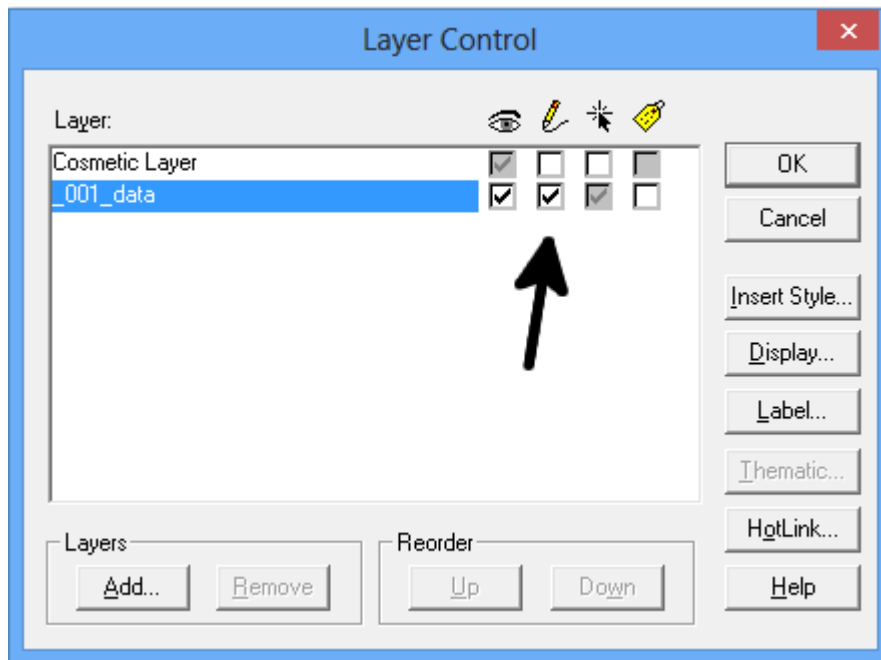 Layer Control
Layer:
Cosmetic Layer
_001_data
OK
Cancel
Insert Style...
Display...
Label...
Thematic...
HotLink...
Help
Layers
Add...
Remove
Reorder
Up
Down